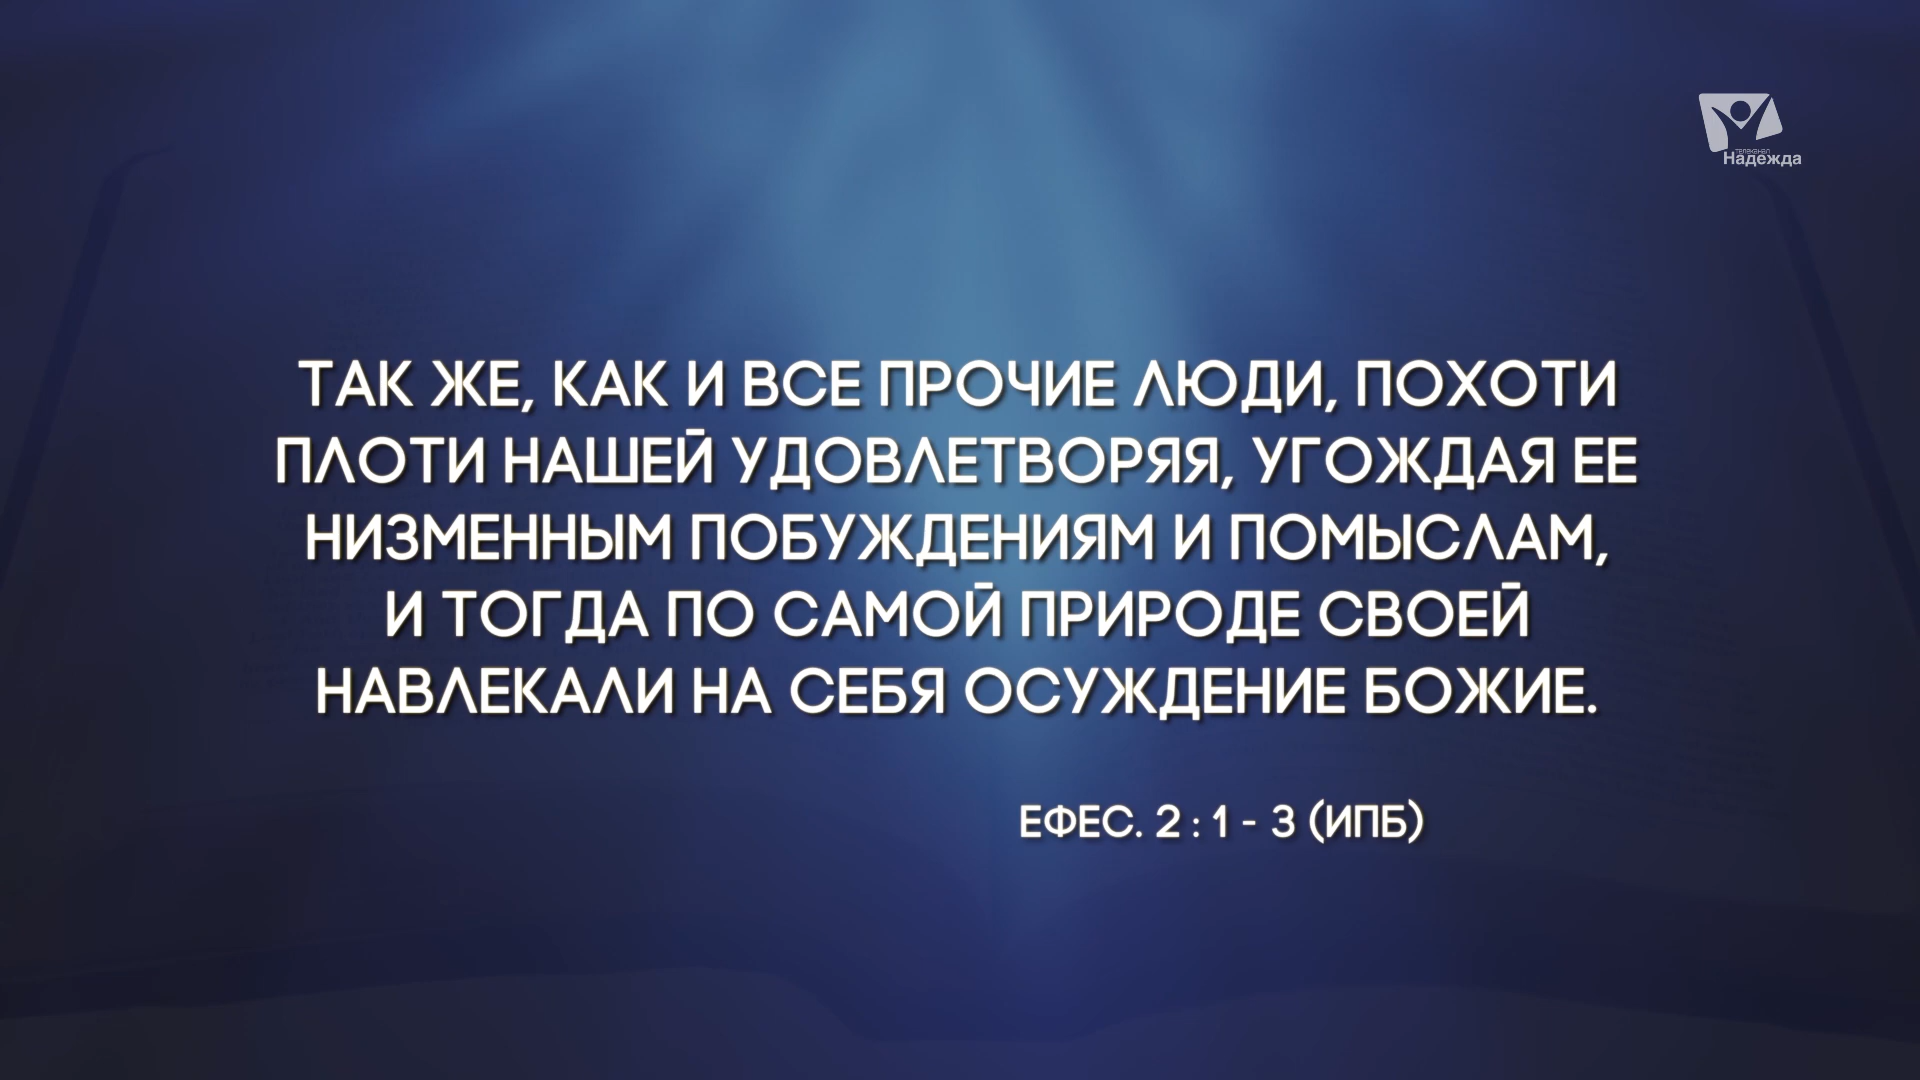 телеканал
Надежда
ТАК ЖЕ, КАК И ВСЕ ПРОЧИЕ ЛЮДИ, ПОХОТИ
ПЛОТИ НАШЕЙ УДОВЛЕТВОРЯЯ, УГОЖДАЯ ЕЕ
НИЗМЕННЫМ ПОБУЖДЕНИЯМ И ПОМЫСЛАМ,
И ТОГДА ПО САМОЙ ПРИРОДЕ СВОЕЙ
НАВЛЕКАЛИ НА СЕБЯ ОСУЖДЕНИЕ БОЖИЕ.
ЕФЕС. 2 : 1 - 3 (ИПБ)